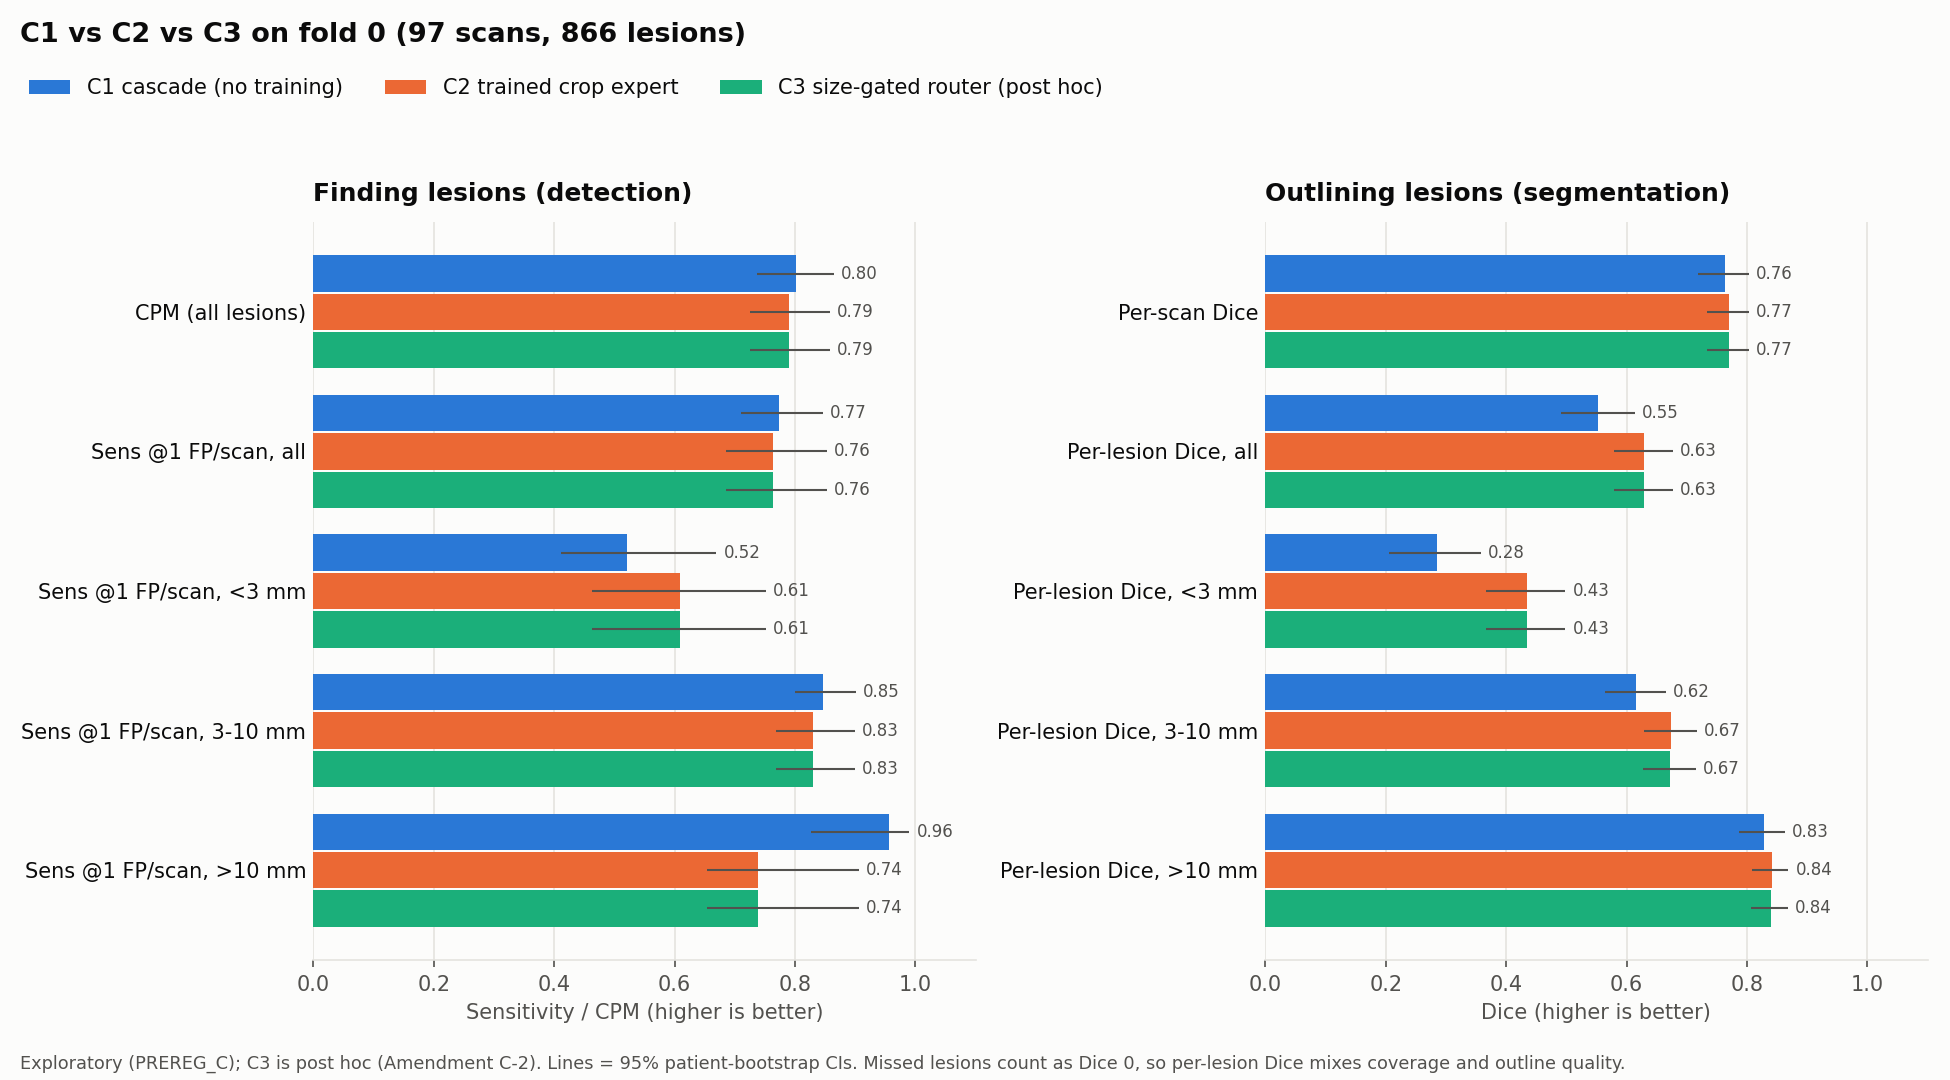 C1 vs C2 vs C3 on fold 0 (97 scans, 866 lesions)
C1 cascade (no training)
C2 trained crop expert
C3 size-gated router (post hoc)
Finding lesions (detection)
CPM (all lesions)
0.80
0.79
0.79
Sens @1 FP/scan, all
0.77
0.76
0.76
Sens @1 FP/scan, <3 mm
0.52
0.61
0.61
Sens @1 FP/scan, 3-10 mm
0.85
0.83
0.83
Sens @1 FP/scan, >10 mm
0.96
0.74
0.74
0.0 0.2 0.4 0.6 0.8 1.0
Sensitivity / CPM (higher is better)
Outlining lesions (segmentation)
Per-scan Dice
0.76
0.77
0.77
Per-lesion Dice, all
0.55
0.63
0.63
Per-lesion Dice, <3 mm
0.28
0.43
0.43
Per-lesion Dice, 3-10 mm
0.62
0.67
0.67
Per-lesion Dice, >10 mm
0.83
0.84
0.84
0.0 0.2 0.4 0.6 0.8 1.0
Dice (higher is better)
Exploratory (PREREG_C); C3 is post hoc (Amendment C-2). Lines = 95% patient-bootstrap CIs. Missed lesions count as Dice 0, so per-lesion Dice mixes coverage and outline quality.